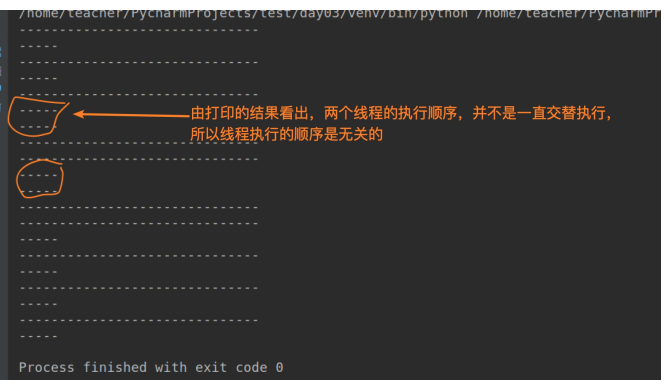 /home/teacher/PycharmProjects/test/day03/venv/bin/python /home/teacher/PycharmPr
- - - - - - - - - - - - - - - - - - - - - - - - - - - - - -
- - - - -
- - - - - - - - - - - - - - - - - - - - - - - - - - - - - -
- - - - -
- - - - - - - - - - - - - - - - - - - - - - - - - - - - - -
- - - - -
由打印的结果看出，两个线程的执行顺序，并不是一直交替执行，
- - - - -
所以线程执行的顺序是无关的
- - - - - - - - - - - - - - - - - - - - - - - - - - - - - -
- - - - - - - - - - - - - - - - - - - - - - - - - - - - - -
- - - - -
- - - - -
- - - - - - - - - - - - - - - - - - - - - - - - - - - - - -
- - - - - - - - - - - - - - - - - - - - - - - - - - - - - -
- - - - -
- - - - - - - - - - - - - - - - - - - - - - - - - - - - - -
- - - - -
- - - - - - - - - - - - - - - - - - - - - - - - - - - - - -
- - - - -
- - - - - - - - - - - - - - - - - - - - - - - - - - - - - -
- - - - -
Process finished with exit code 0